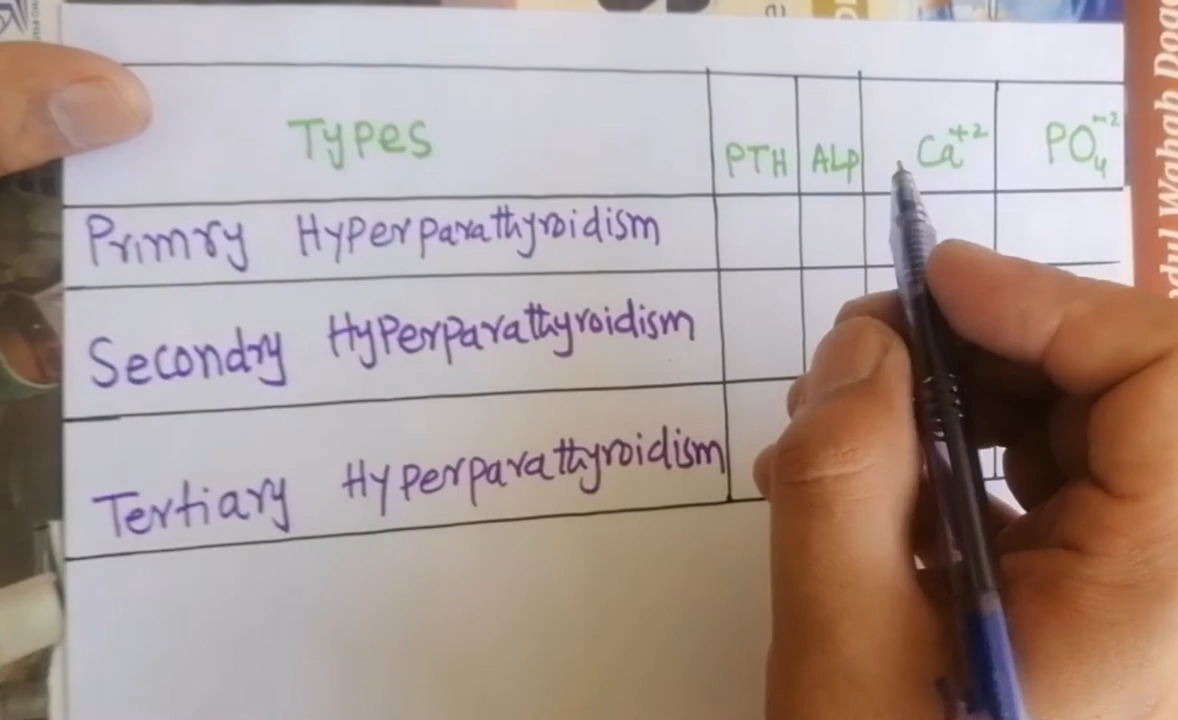 Types PTH ALP Ca+2 PO4-2
Primry Hyperparathyroidism
Secondry Hyperparathyroidism
Tertiary Hyperparathyroidism